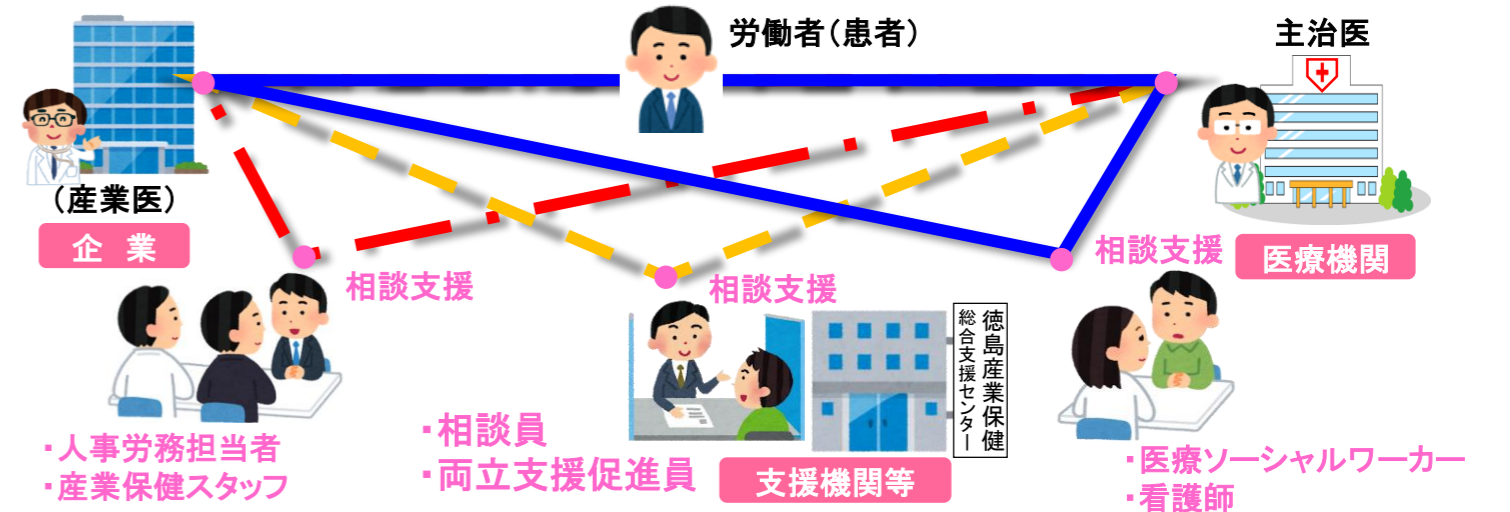 労働者（患者）
主治医
（産業医）
企　業
相談支援
医療機関
相談支援
相談支援
徳島産業保健
総合支援センター
・人事労務担当者
・産業保健スタッフ
・相談員
・両立支援促進員
支援機関等
・医療ソーシャルワーカー
・看護師